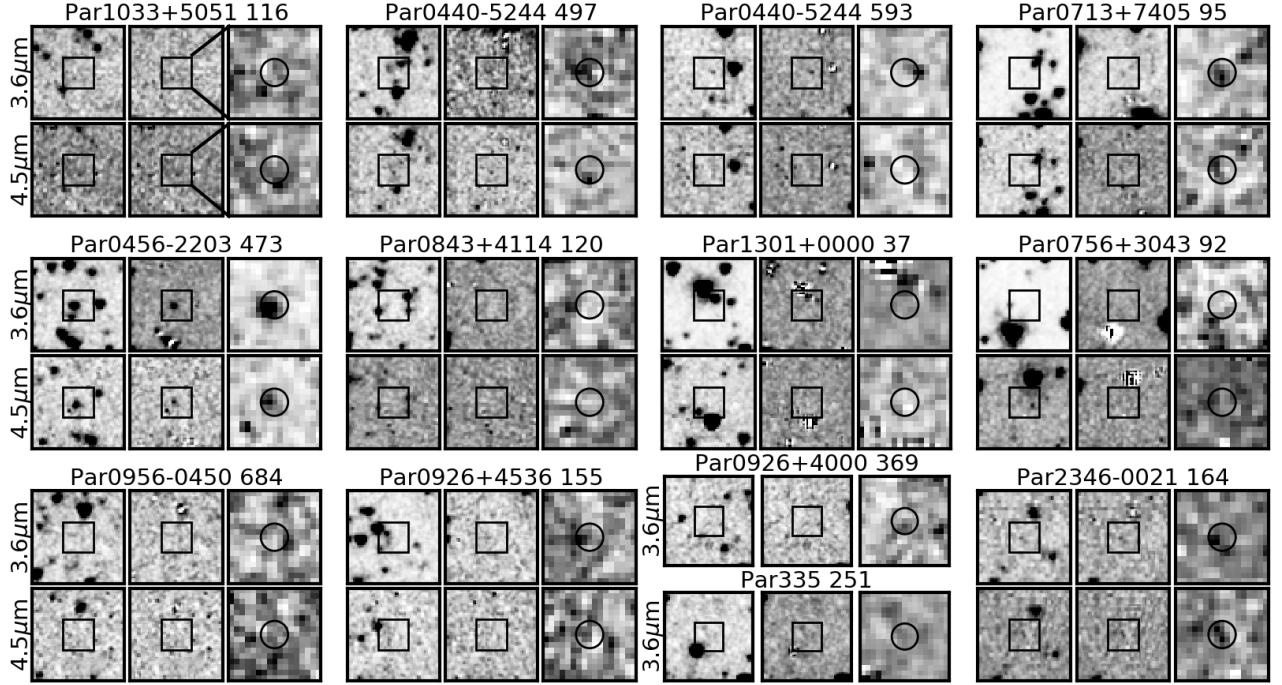 Par1033+5051 116
Par0440-5244 497
Par0440-5244 593
Par0713+7405 95
3.6μm
4.5μm
Par0456-2203 473
Par0843+4114 120
Par1301+0000 37
Par0756+3043 92
3.6μm
4.5μm
Par0956-0450 684
Par0926+4536 155
Par0926+4000 369
Par2346-0021 164
3.6μm
3.6μm
4.5μm
Par335 251
3.6μm